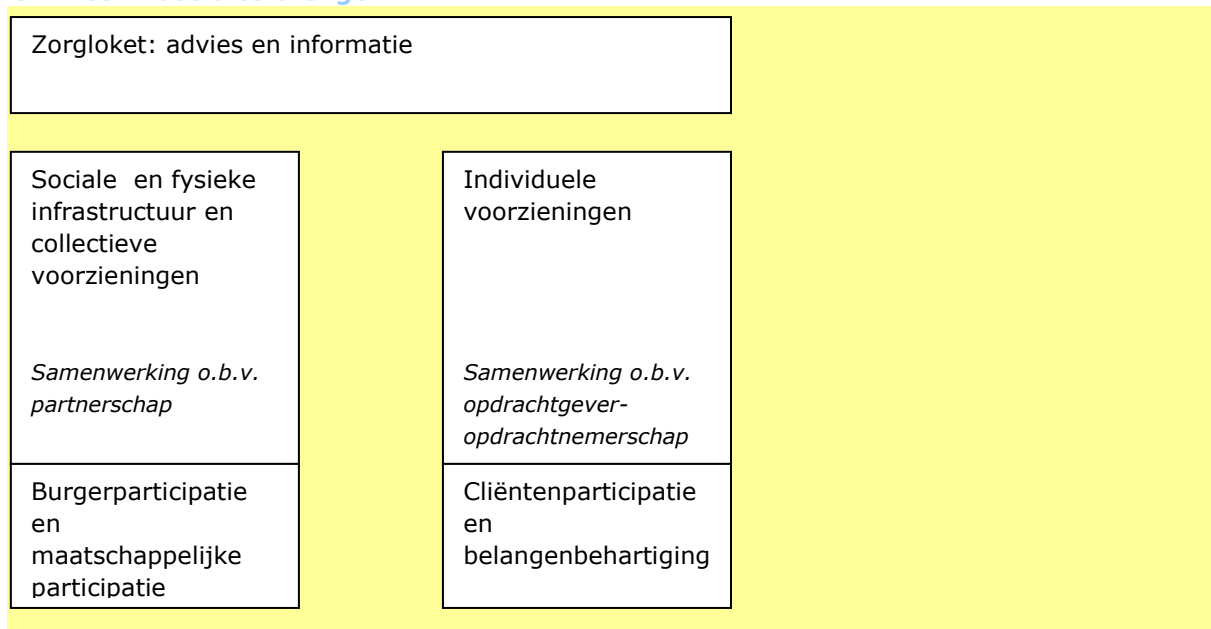 Zorgloket: advies en informatie
Sociale en fysieke
infrastructuur en
collectieve
voorzieningen
Samenwerking o.b.v.
partnerschap
Burgerparticipatie
en
maatschappelijke
participatie
Individuele
voorzieningen
Samenwerking o.b.v.
opdrachtgever-
opdrachtnemerschap
Cliëntenparticipatie
en
belangenbehartiging